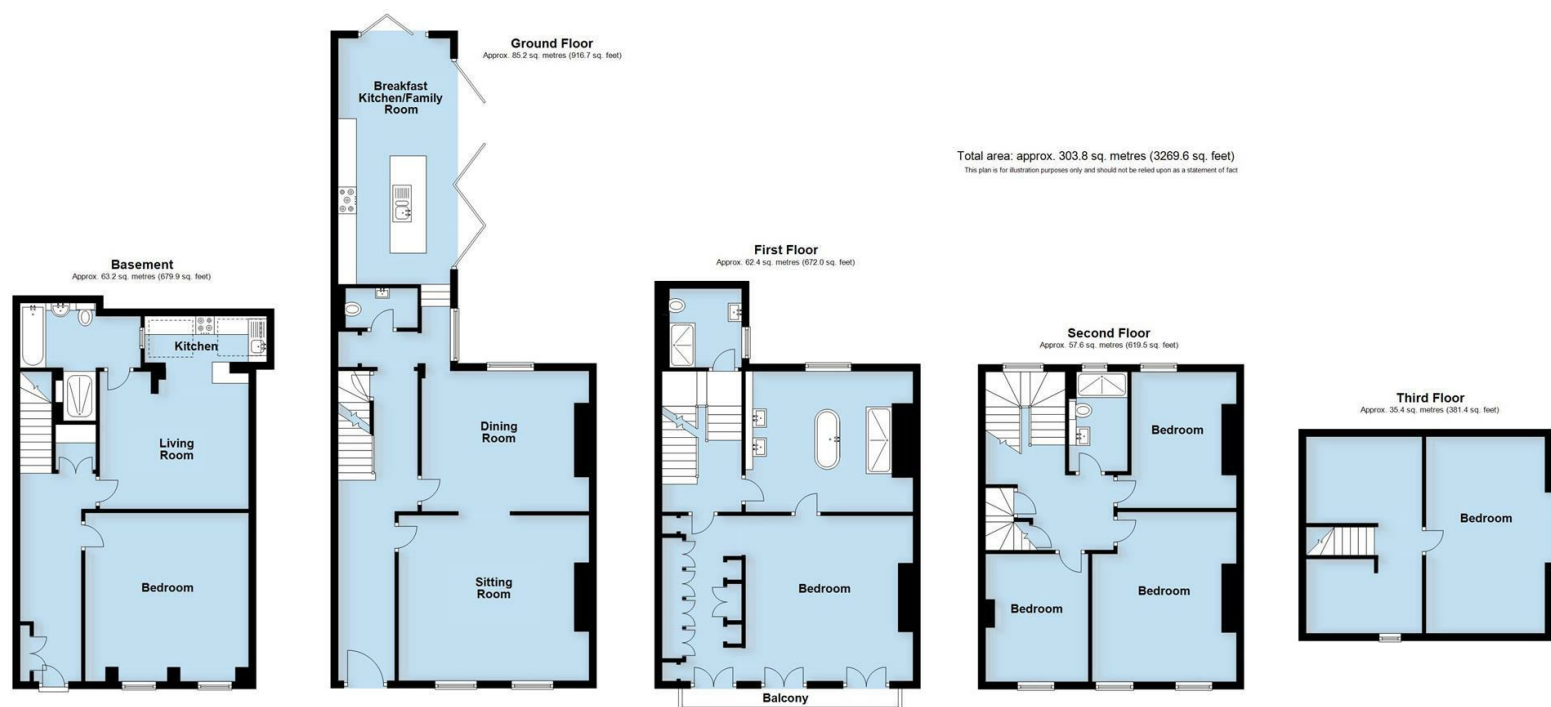 Basement
Approx. 63.2 sq. metres (679.9 sq. feet)
Kitchen
Living
Room
Bedroom
Ground Floor
Approx. 85.2 sq. metres (916.7 sq. feet)
Breakfast
Kitchen/Family
Room
Dining
Room
Sitting
Room
First Floor
Approx. 62.4 sq. metres (672.0 sq. feet)
Bedroom
Balcony
Total area: approx. 303.8 sq. metres (3269.6 sq. feet)
This plan is for illustration purposes only and should not be relied upon as a statement of fact
Second Floor
Approx. 57.6 sq. metres (619.5 sq. feet)
Bedroom
Bedroom
Bedroom
Third Floor
Approx. 35.4 sq. metres (381.4 sq. feet)
Bedroom